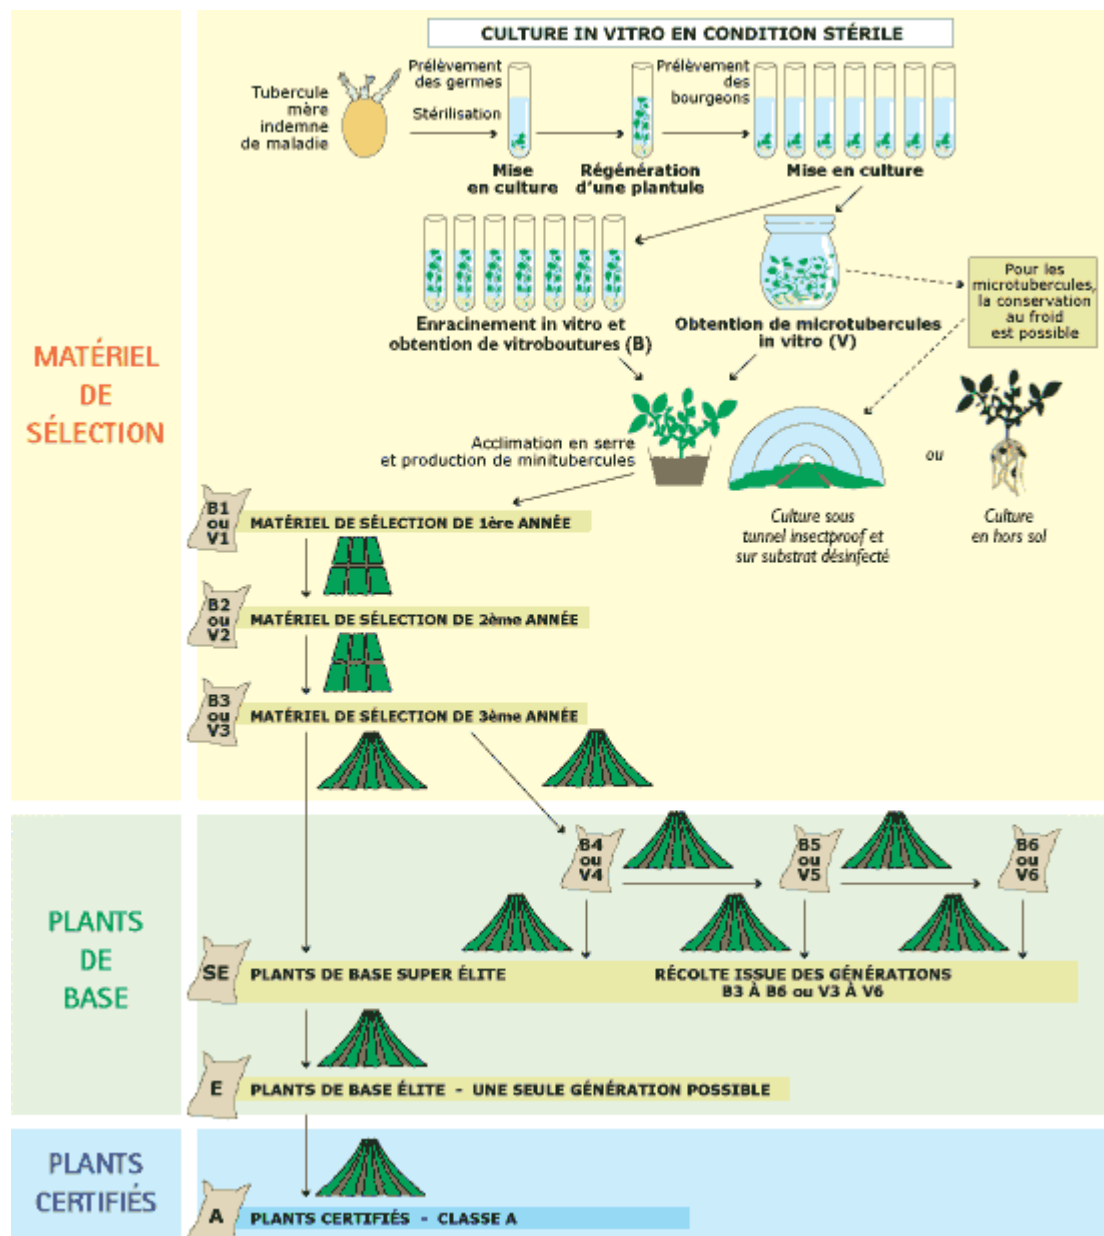 CULTURE IN VITRO EN CONDITION STÉRILE
Tubercule
mère
indemne
de maladie
Prélèvement
des germes
Stérilisation
Prélèvement
des
bourgeons
Mise
en culture
Régénération
d'une plantule
Mise en culture
Enracinement in vitro et
obtention de vitroboutures (B)
Obtention de microtubercules
in vitro (V)
Pour les
microtubercules,
la conservation
au froid
est possible
MATÉRIEL
DE
SÉLECTION
Acclimation en serre
et production de minitubercules
ou
Culture sous
tunnel insectproof et
sur substrat désinfecté
Culture
en hors sol
B1
ou
V1
MATÉRIEL DE SÉLECTION DE 1ère ANNÉE
B2
ou
V2
MATÉRIEL DE SÉLECTION DE 2ème ANNÉE
B3
ou
V3
MATÉRIEL DE SÉLECTION DE 3ème ANNÉE
PLANTS
DE
BASE
B4
ou
V4
B5
ou
V5
B6
ou
V6
SE
PLANTS DE BASE SUPER ÉLITE
RÉCOLTE ISSUE DES GÉNÉRATIONS
B3 À B6 ou V3 À V6
E
PLANTS DE BASE ÉLITE - UNE SEULE GÉNÉRATION POSSIBLE
PLANTS
CERTIFIÉS
A
PLANTS CERTIFIÉS - CLASSE A